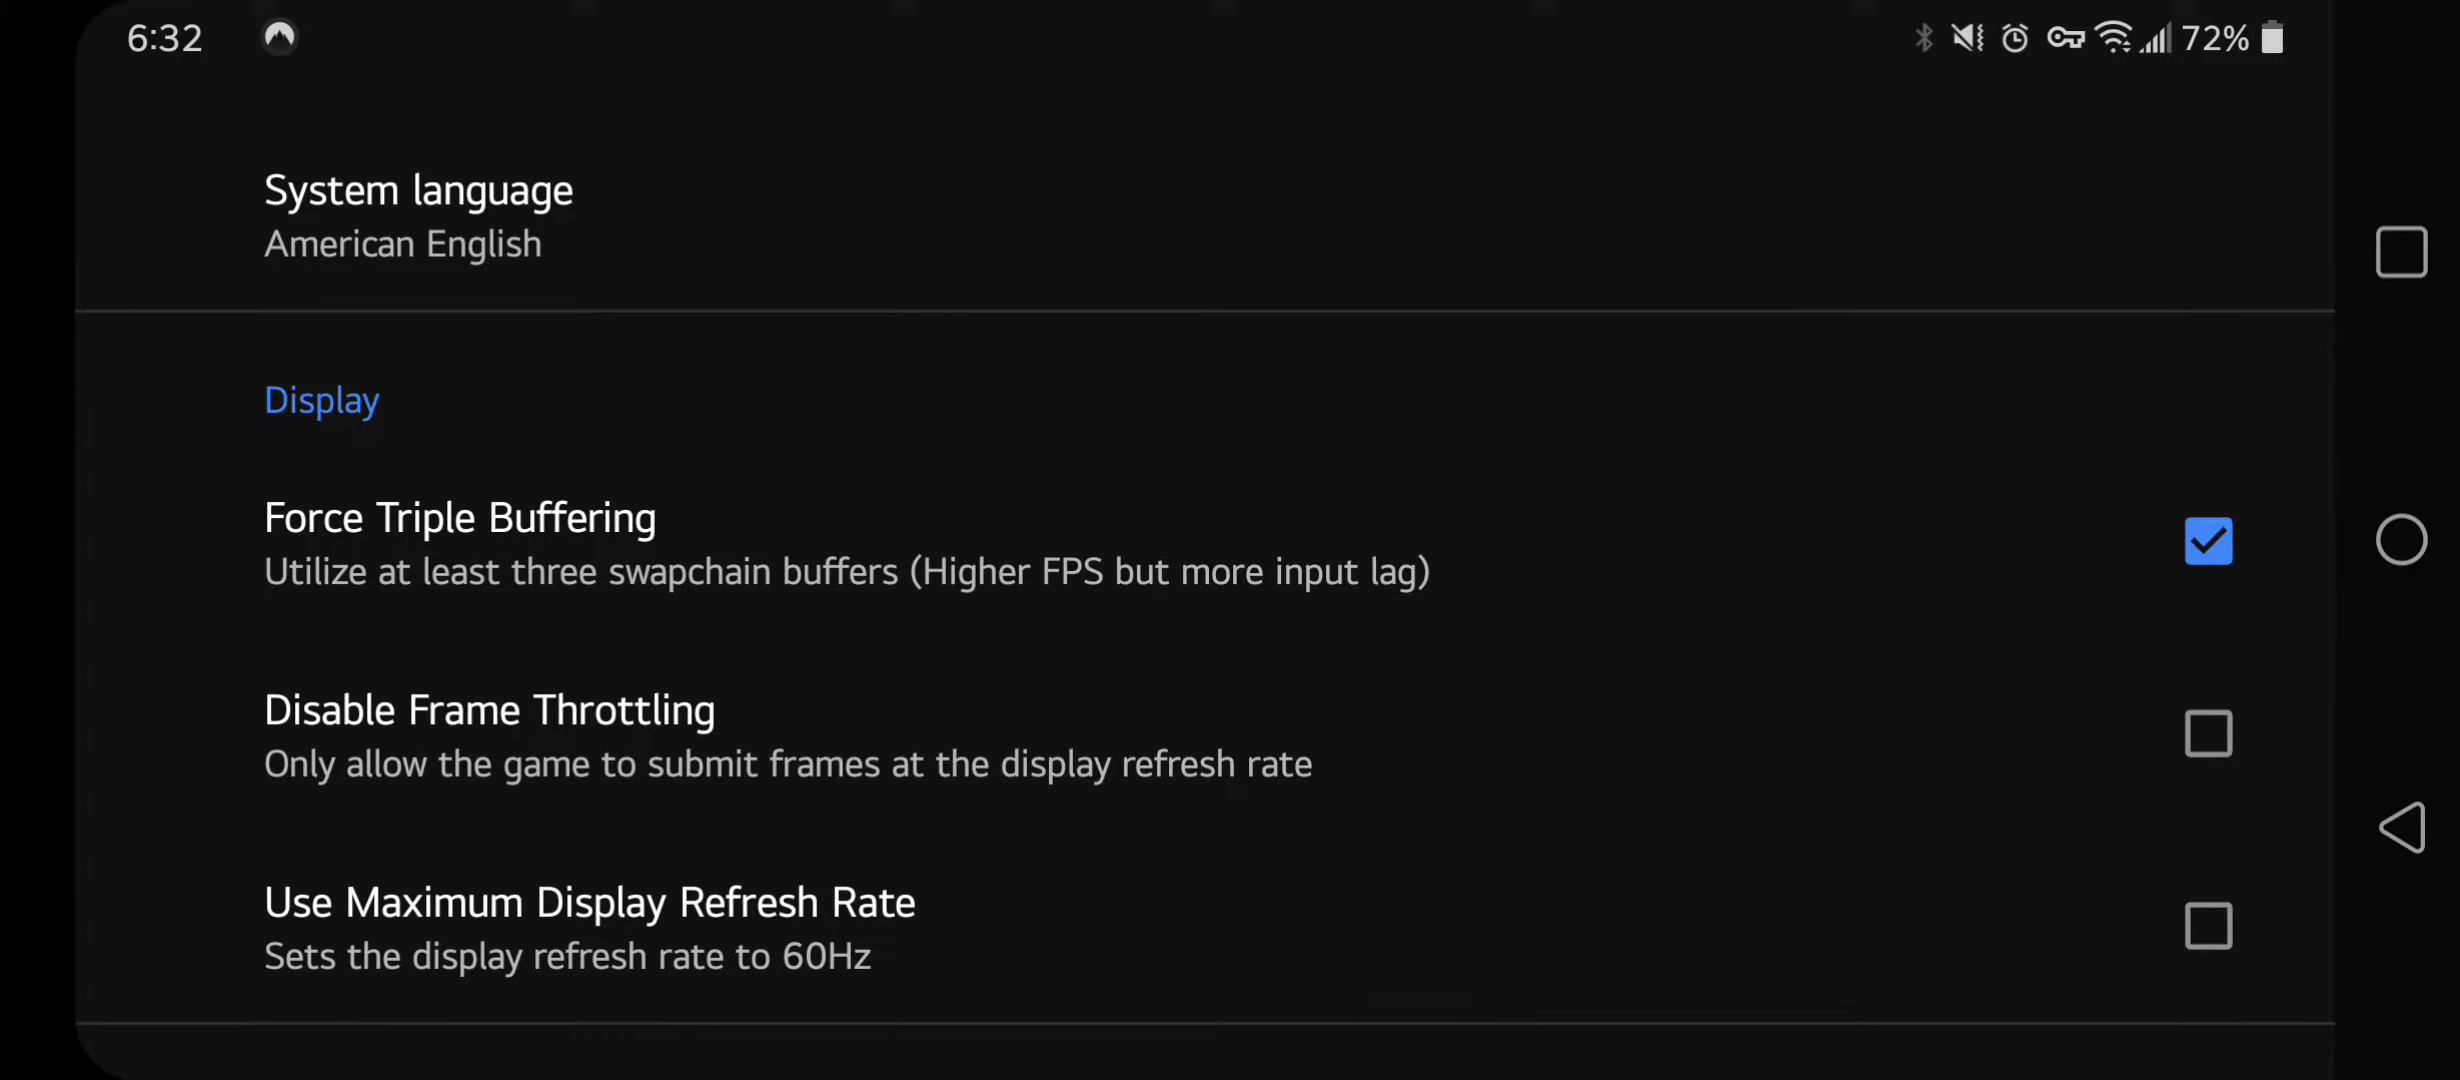 6:32
72%
System language
American English
Display
Force Triple Buffering
Utilize at least three swapchain buffers (Higher FPS but more input lag)
Disable Frame Throttling
Only allow the game to submit frames at the display refresh rate
Use Maximum Display Refresh Rate
Sets the display refresh rate to 60Hz